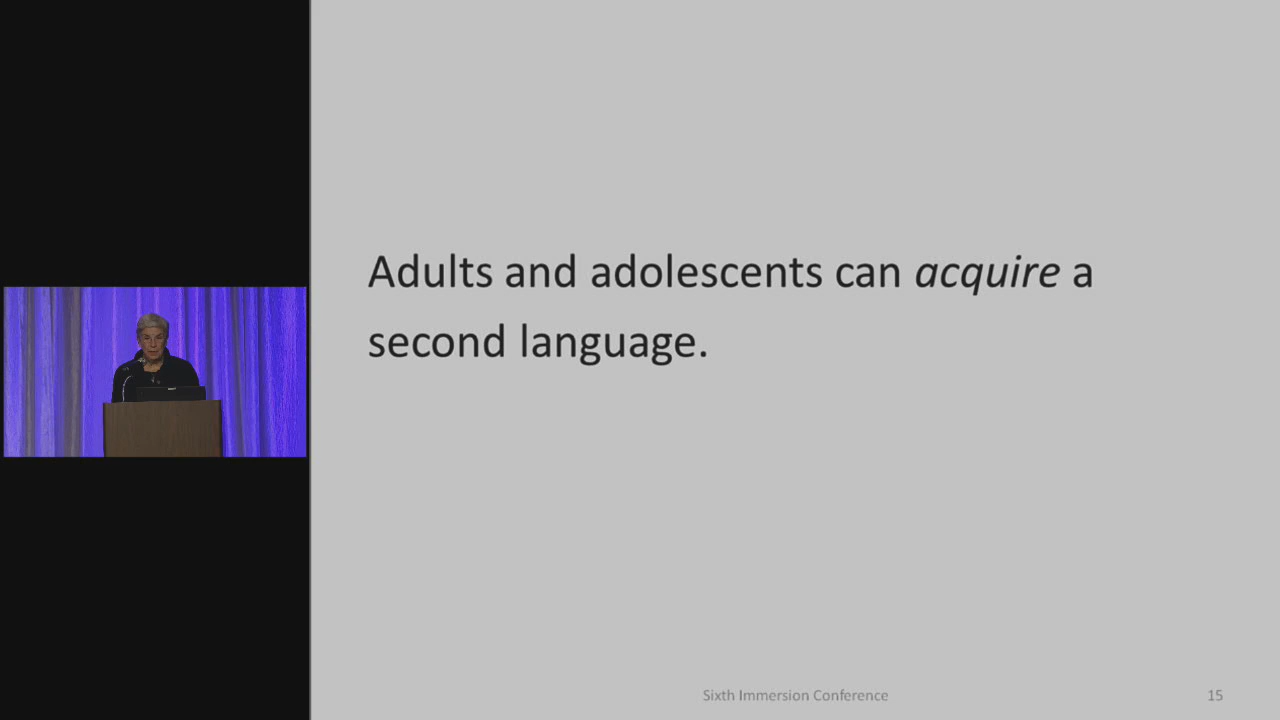 Adults and adolescents can acquire a
second language.
Sixth Immersion Conference
15